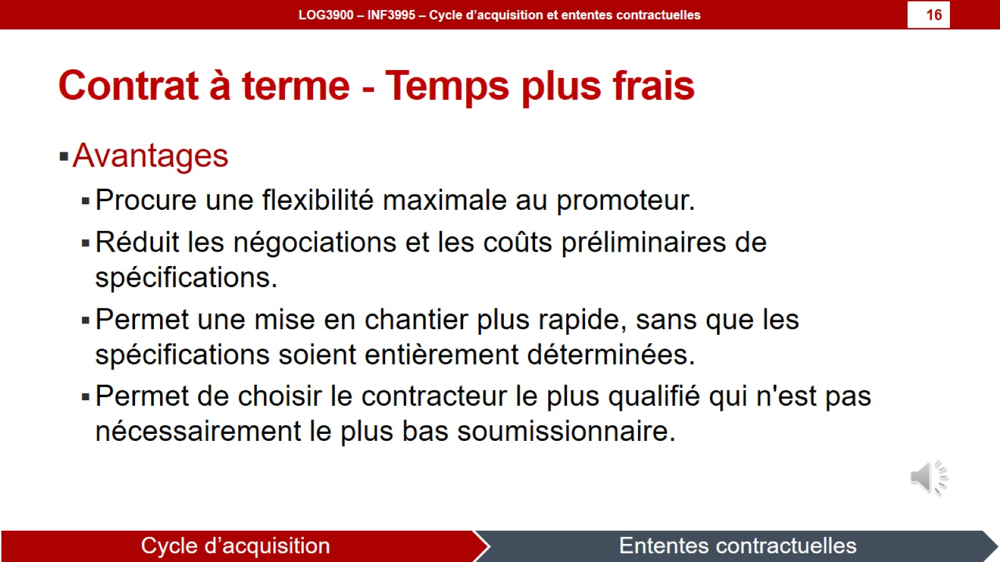 LOG3900 – INF3995 – Cycle d’acquisition et ententes contractuelles
16
Contrat à terme - Temps plus frais
▪Avantages
▪Procure une flexibilité maximale au promoteur.
▪Réduit les négociations et les coûts préliminaires de
spécifications.
▪Permet une mise en chantier plus rapide, sans que les
spécifications soient entièrement déterminées.
▪Permet de choisir le contracteur le plus qualifié qui n'est pas
nécessairement le plus bas soumissionnaire.
Cycle d’acquisition
Ententes contractuelles